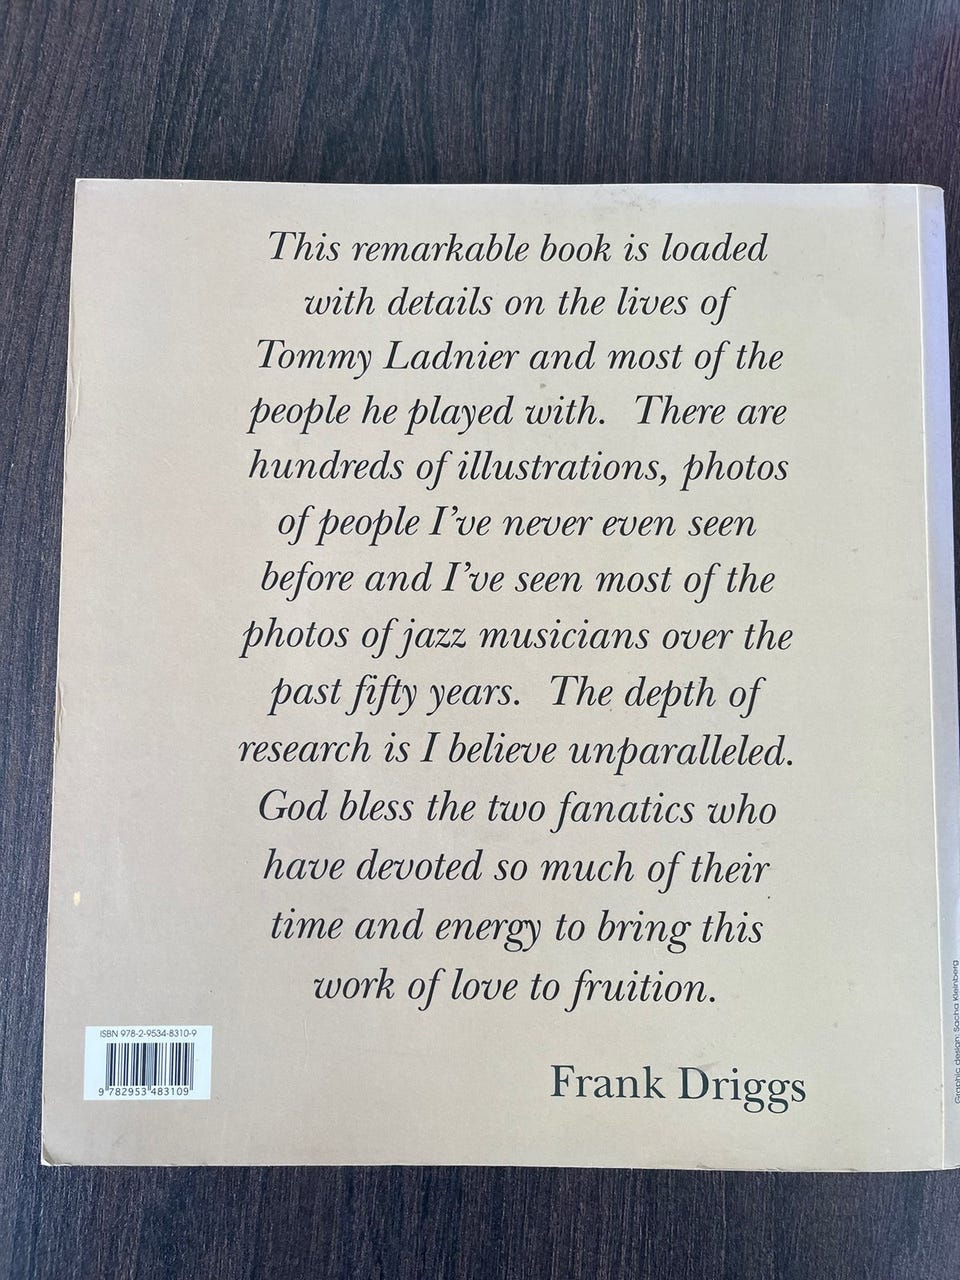 This remarkable book is loaded
with details on the lives of
Tommy Ladnier and most of the
people he played with. There are
hundreds of illustrations, photos
of people I've never even seen
before and I've seen most of the
photos of jazz musicians over the
past fifty years. The depth of
research is I believe unparalleled.
God bless the two fanatics who
have devoted so much of their
time and energy to bring this
work of love to fruition.
Frank Driggs
ISBN 978-2-9534-8310-9
9 782953 483109
Graphic design: Sacha Kleinberg